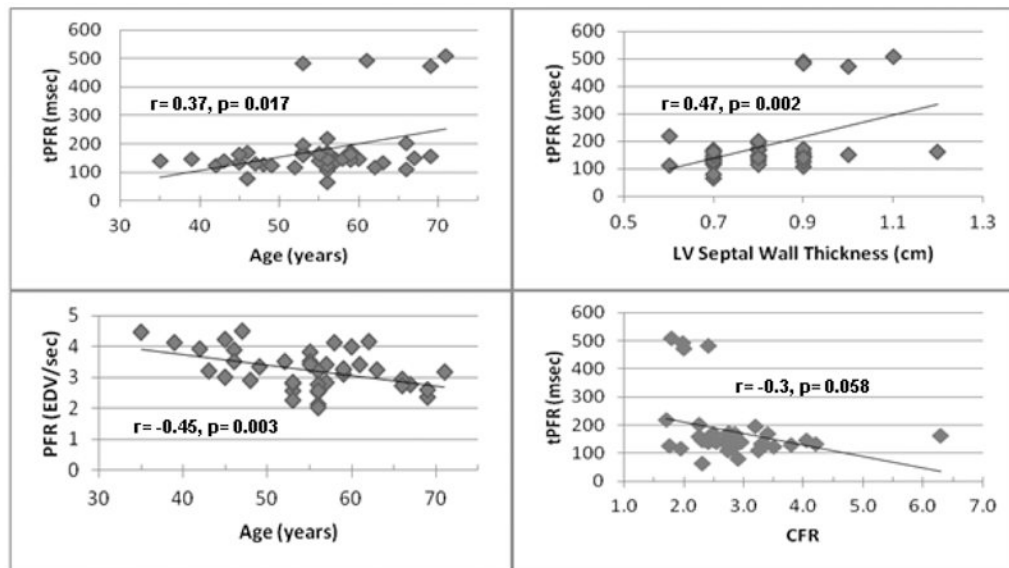 600
500
400
300
200
100
0
tPFR (msec)
r= 0.37, p= 0.017
30 40 50 60 70
Age (years)
600
500
400
300
200
100
0
tPFR (msec)
r= 0.47, p= 0.002
0.5 0.7 0.9 1.1 1.3
LV Septal Wall Thickness (cm)
5
4
3
2
1
0
PFR (EDV/sec)
r= -0.45, p= 0.003
30 40 50 60 70
Age (years)
600
500
400
300
200
100
0
tPFR (msec)
r= -0.3, p= 0.058
1.0 2.0 3.0 4.0 5.0 6.0 7.0
CFR